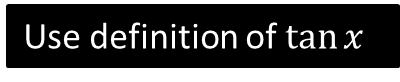 Use definition of tan x